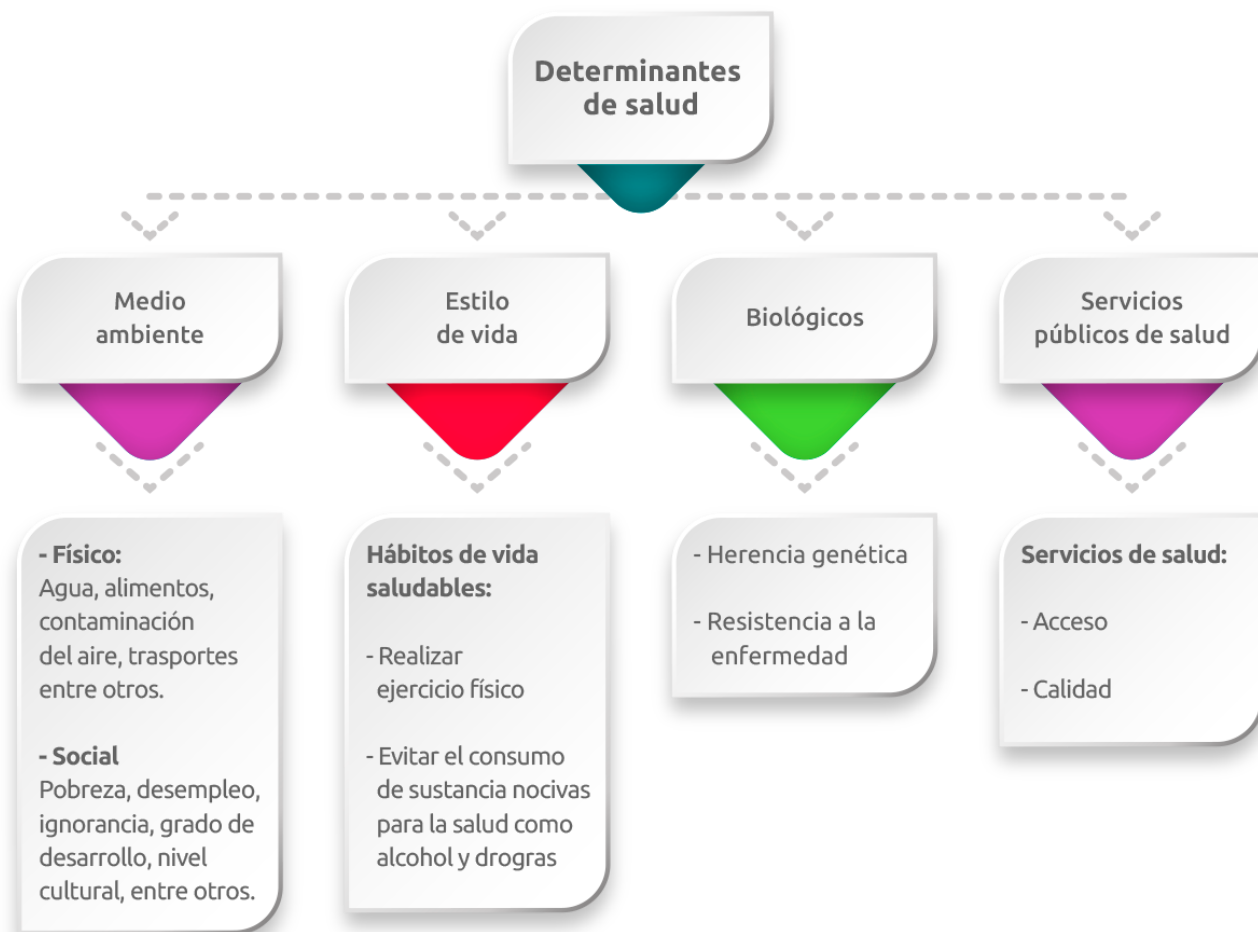 Determinantes
de salud
Medio
ambiente
Estilo
de vida
Biológicos
Servicios
públicos de salud
- Físico:
Agua, alimentos,
contaminación
del aire, trasportes
entre otros.
- Social
Pobreza, desempleo,
ignorancia, grado de
desarrollo, nivel
cultural, entre otros.
Hábitos de vida
saludables:
- Realizar
ejercicio físico
- Evitar el consumo
de sustancia nocivas
para la salud como
alcohol y drogras
- Herencia genética
- Resistencia a la
enfermedad
Servicios de salud:
- Acceso
- Calidad